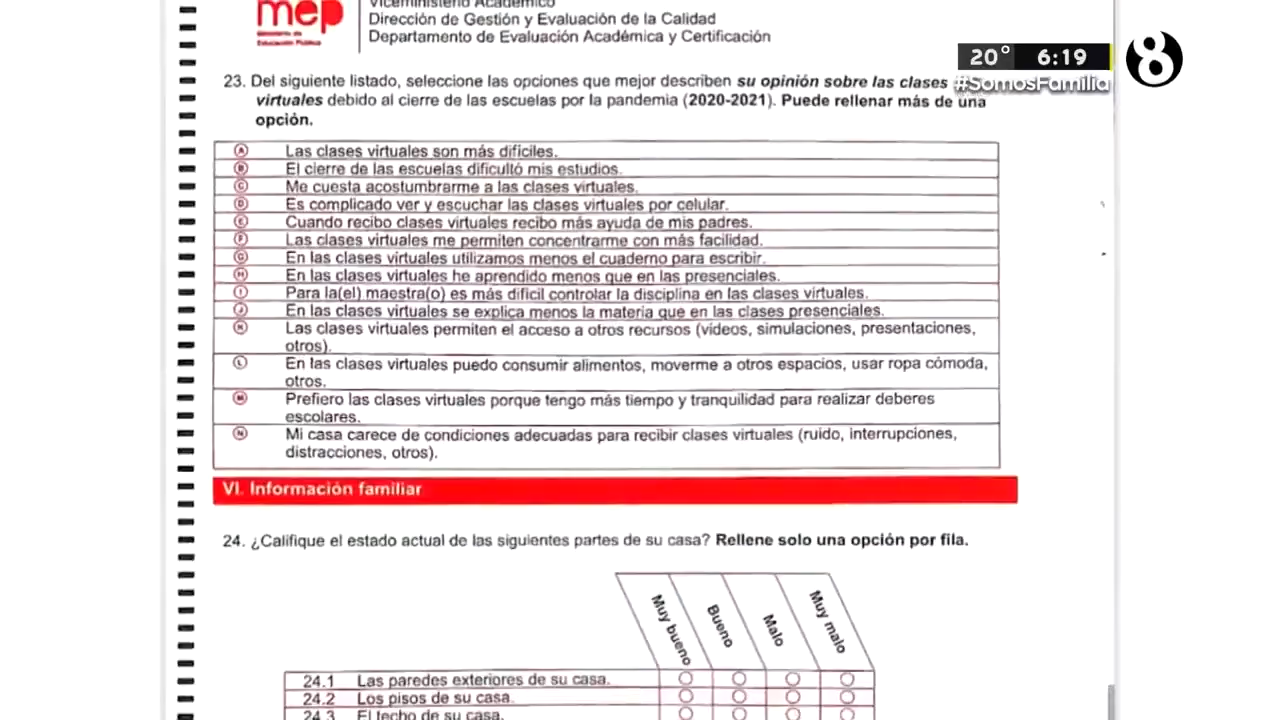 mep
Ministerio de
Educación Pública
Viceministerio Académico
Dirección de Gestión y Evaluación de la Calidad
Departamento de Evaluación Académica y Certificación
20° 6:19
8
#SomosFamilia
23. Del siguiente listado, seleccione las opciones que mejor describen su opinión sobre las clases
virtuales debido al cierre de las escuelas por la pandemia (2020-2021). Puede rellenar más de una
opción.
A Las clases virtuales son más difíciles.
B El cierre de las escuelas dificultó mis estudios.
C Me cuesta acostumbrarme a las clases virtuales.
D Es complicado ver y escuchar las clases virtuales por celular.
E Cuando recibo clases virtuales recibo más ayuda de mis padres.
F Las clases virtuales me permiten concentrarme con más facilidad.
G En las clases virtuales utilizamos menos el cuaderno para escribir.
H En las clases virtuales he aprendido menos que en las presenciales.
I Para la(el) maestra(o) es más difícil controlar la disciplina en las clases virtuales.
J En las clases virtuales se explica menos la materia que en las clases presenciales.
K Las clases virtuales permiten el acceso a otros recursos (videos, simulaciones, presentaciones,
otros).
L En las clases virtuales puedo consumir alimentos, moverme a otros espacios, usar ropa cómoda,
otros.
M Prefiero las clases virtuales porque tengo más tiempo y tranquilidad para realizar deberes
escolares.
N Mi casa carece de condiciones adecuadas para recibir clases virtuales (ruido, interrupciones,
distracciones, otros).
VI. Información familiar
24. ¿Califique el estado actual de las siguientes partes de su casa? Rellene solo una opción por fila.
Muy bueno
Bueno
Malo
Muy malo
24.1 Las paredes exteriores de su casa.
24.2 Los pisos de su casa.
24.3 El techo de su casa.